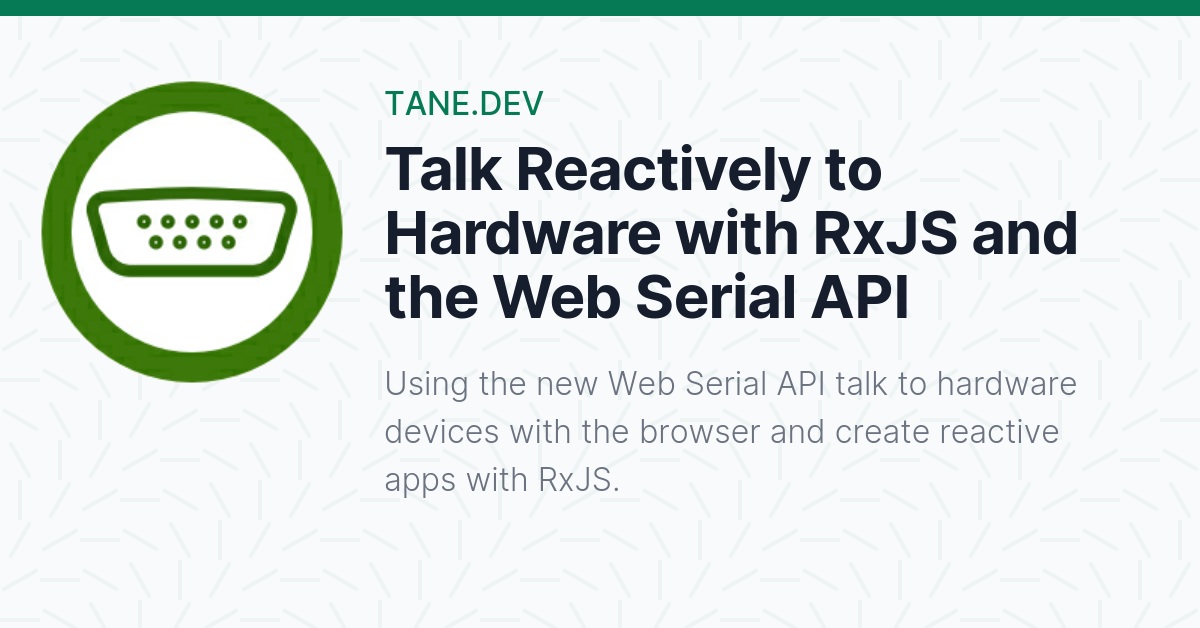 TANE.DEV
Talk Reactively to
Hardware with RxJS and
the Web Serial API
Using the new Web Serial API talk to hardware
devices with the browser and create reactive
apps with RxJS.